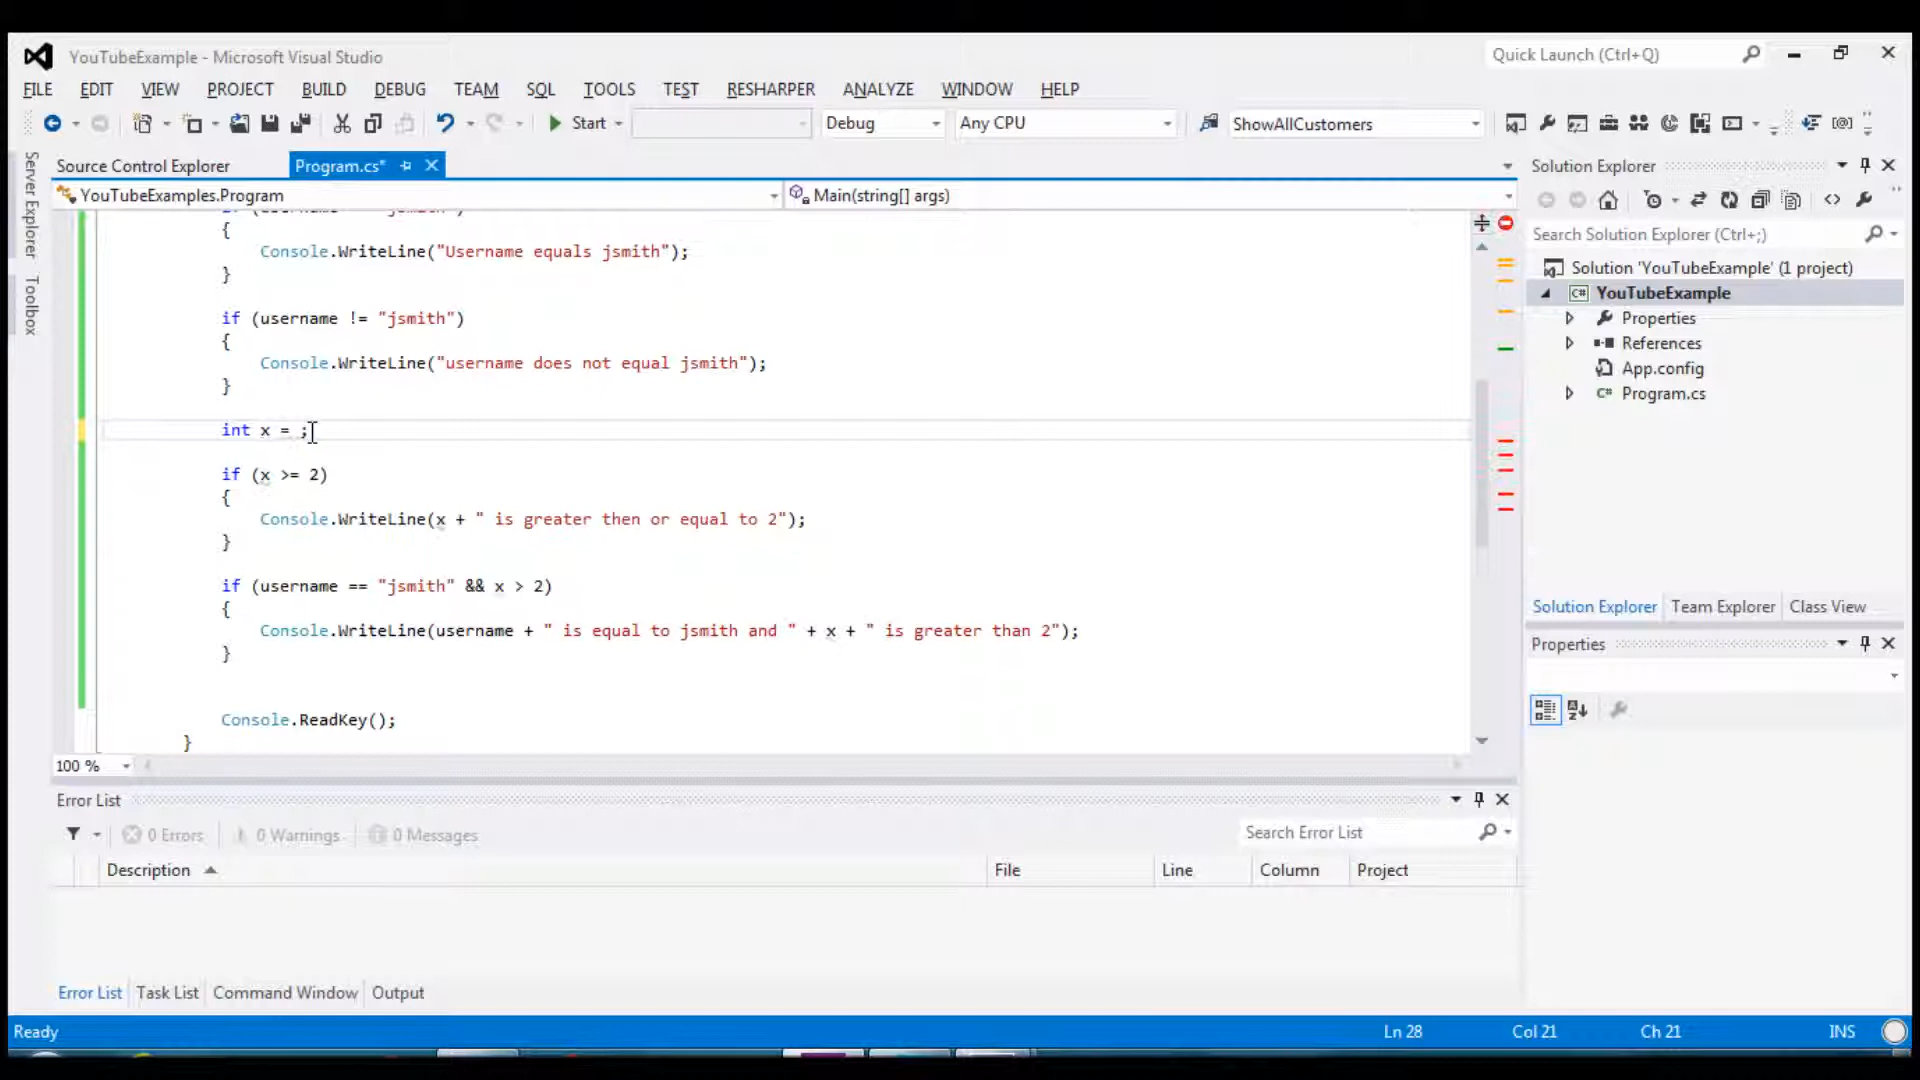 YouTubeExample - Microsoft Visual Studio
Quick Launch (Ctrl+Q)
FILE EDIT VIEW PROJECT BUILD DEBUG TEAM SQL TOOLS TEST RESHARPER ANALYZE WINDOW HELP
Start Debug Any CPU ShowAllCustomers
Server Explorer
Toolbox
Source Control Explorer Program.cs*
YouTubeExamples.Program Main(string[] args)
{
Console.WriteLine("Username equals jsmith");
}
if (username != "jsmith")
{
Console.WriteLine("username does not equal jsmith");
}
int x = ;
if (x >= 2)
{
Console.WriteLine(x + " is greater then or equal to 2");
}
if (username == "jsmith" && x > 2)
{
Console.WriteLine(username + " is equal to jsmith and " + x + " is greater than 2");
}
Console.ReadKey();
}
100 %
Error List
0 Errors 0 Warnings 0 Messages
Search Error List
Description File Line Column Project
Error List Task List Command Window Output
Solution Explorer
Search Solution Explorer (Ctrl+;)
Solution 'YouTubeExample' (1 project)
C# YouTubeExample
Properties
References
App.config
C# Program.cs
Solution Explorer Team Explorer Class View
Properties
Ready Ln 28 Col 21 Ch 21 INS